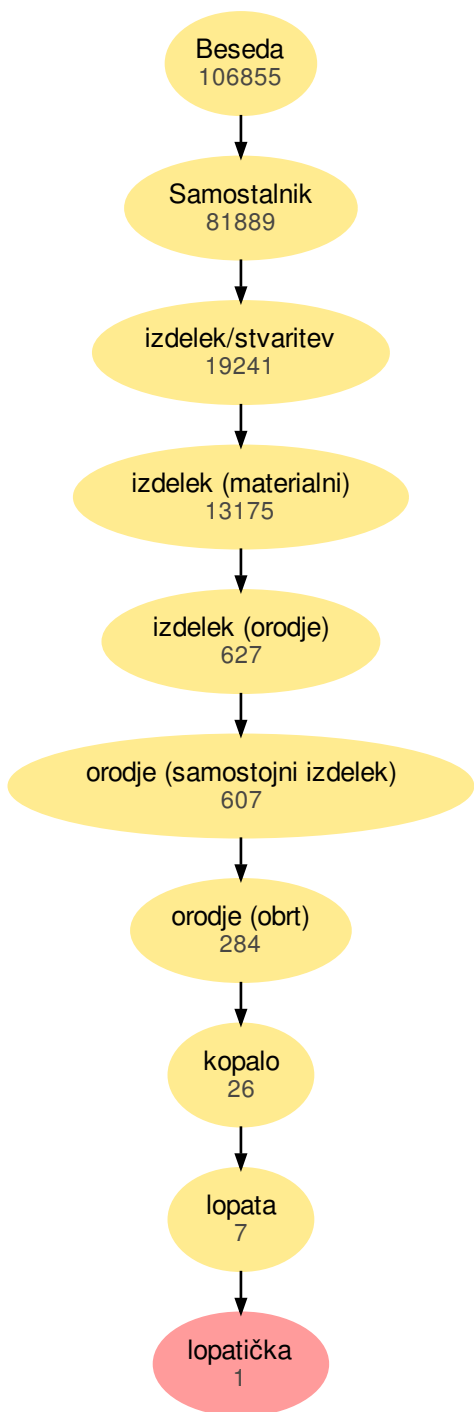 Beseda
106855
Samostalnik
81889
izdelek/stvaritev
19241
izdelek (materialni)
13175
izdelek (orodje)
627
orodje (samostojni izdelek)
607
orodje (obrt)
284
kopalo
26
lopata
7
lopatička
1